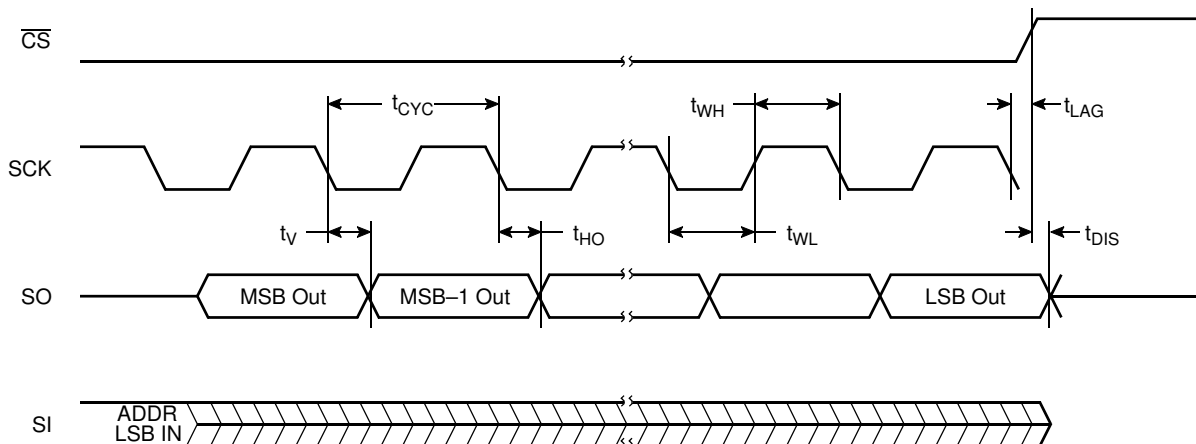 C̅S̅
t_CYC
t_WH
t_LAG
SCK
t_V
t_HO
t_WL
t_DIS
SO
MSB Out
MSB–1 Out
LSB Out
SI
ADDR
LSB IN